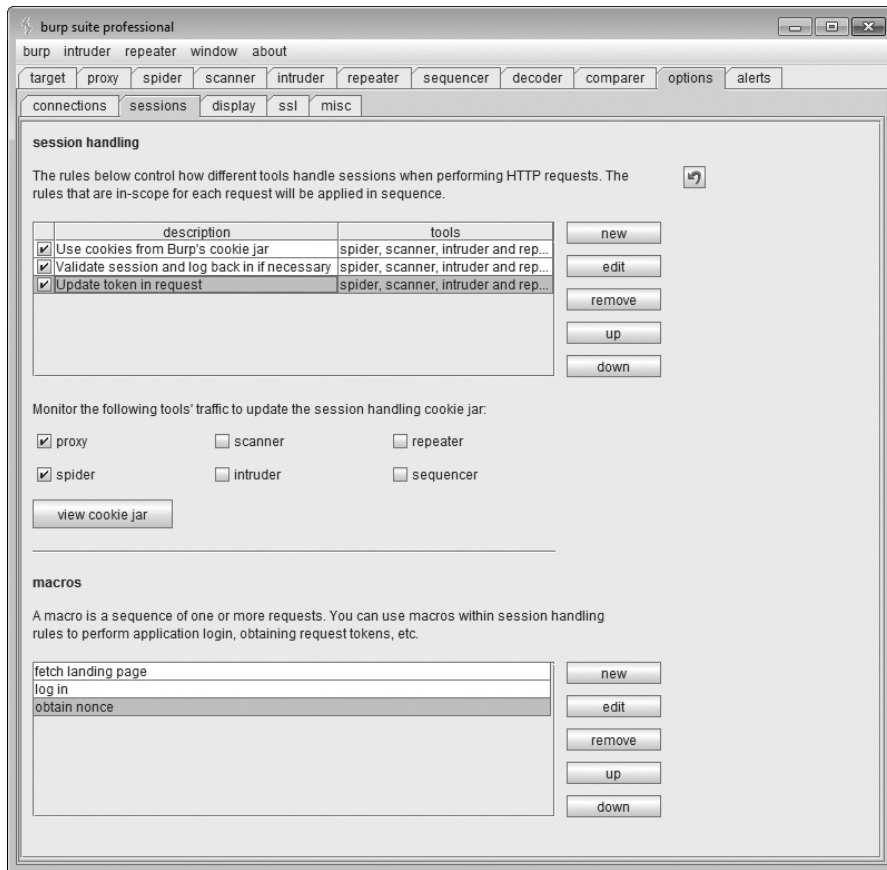 burp suite professional
burp intruder repeater window about
target proxy spider scanner intruder repeater sequencer decoder comparer options alerts
connections sessions display ssl misc
session handling
The rules below control how different tools handle sessions when performing HTTP requests. The
rules that are in-scope for each request will be applied in sequence.
description tools
Use cookies from Burp's cookie jar spider, scanner, intruder and rep...
Validate session and log back in if necessary spider, scanner, intruder and rep...
Update token in request spider, scanner, intruder and rep...
new
edit
remove
up
down
Monitor the following tools' traffic to update the session handling cookie jar:
proxy scanner repeater
spider intruder sequencer
view cookie jar
macros
A macro is a sequence of one or more requests. You can use macros within session handling
rules to perform application login, obtaining request tokens, etc.
fetch landing page
log in
obtain nonce
new
edit
remove
up
down